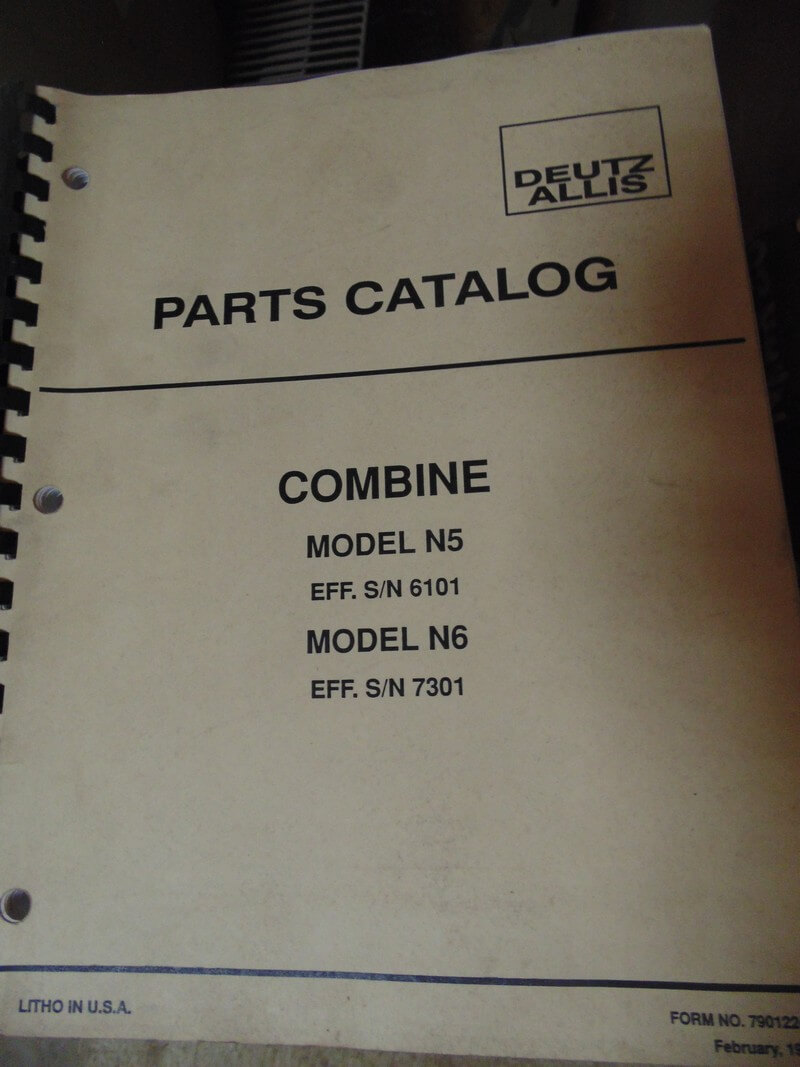 DEUTZ
ALLIS
PARTS CATALOG
COMBINE
MODEL N5
EFF. S/N 6101
MODEL N6
EFF. S/N 7301
LITHO IN U.S.A.
FORM NO. 790122
February, 19